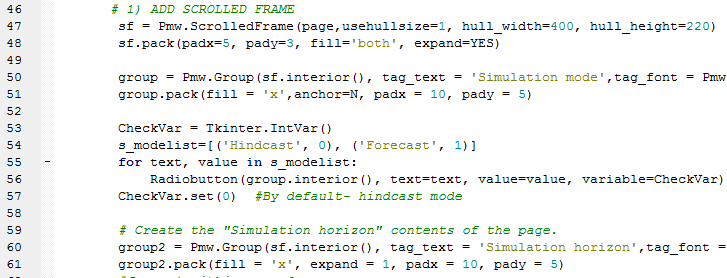 46 # 1) ADD SCROLLED FRAME
47 sf = Pmw.ScrolledFrame(page,usehullsize=1, hull_width=400, hull_height=220)
48 sf.pack(padx=5, pady=3, fill='both', expand=YES)
49
50 group = Pmw.Group(sf.interior(), tag_text = 'Simulation mode',tag_font = Pmw
51 group.pack(fill = 'x',anchor=N, padx = 10, pady = 5)
52
53 CheckVar = Tkinter.IntVar()
54 s_modelist=[('Hindcast', 0), ('Forecast', 1)]
55 - for text, value in s_modelist:
56 Radiobutton(group.interior(), text=text, value=value, variable=CheckVar)
57 CheckVar.set(0) #By default- hindcast mode
58
59 # Create the "Simulation horizon" contents of the page.
60 group2 = Pmw.Group(sf.interior(), tag_text = 'Simulation horizon',tag_font =
61 group2.pack(fill = 'x', expand = 1, padx = 10, pady = 5)